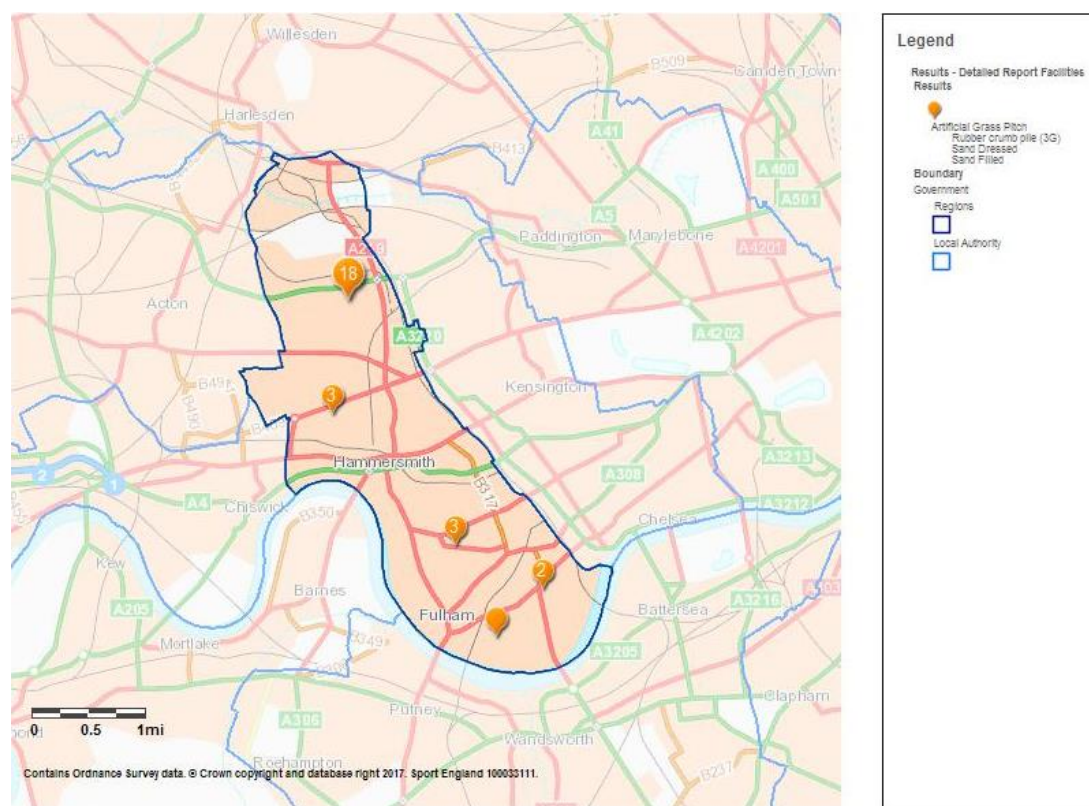 Willesden
B509
Camden Town
Harlesden
A41
B413
A400
A501
A5
Paddington
Marylebone
A4201
A219
18
Acton
A3220
A4202
B491
Kensington
3
B490
Hammersmith
2
1
A308
A3213
B317
A4
Chiswick
B350
Chelsea
A3212
3
Kew
2
A205
Barnes
Fulham
Battersea
A3216
Mortlake
B349
A3205
Putney
Clapham
A306
Wandsworth
0 0.5 1mi
Roehampton
B237
Contains Ordnance Survey data. © Crown copyright and database right 2017. Sport England 100033111.
Legend
Results - Detailed Report Facilities
Results
Artificial Grass Pitch
Rubber crumb pile (3G)
Sand Dressed
Sand Filled
Boundary
Government
Regions
Local Authority